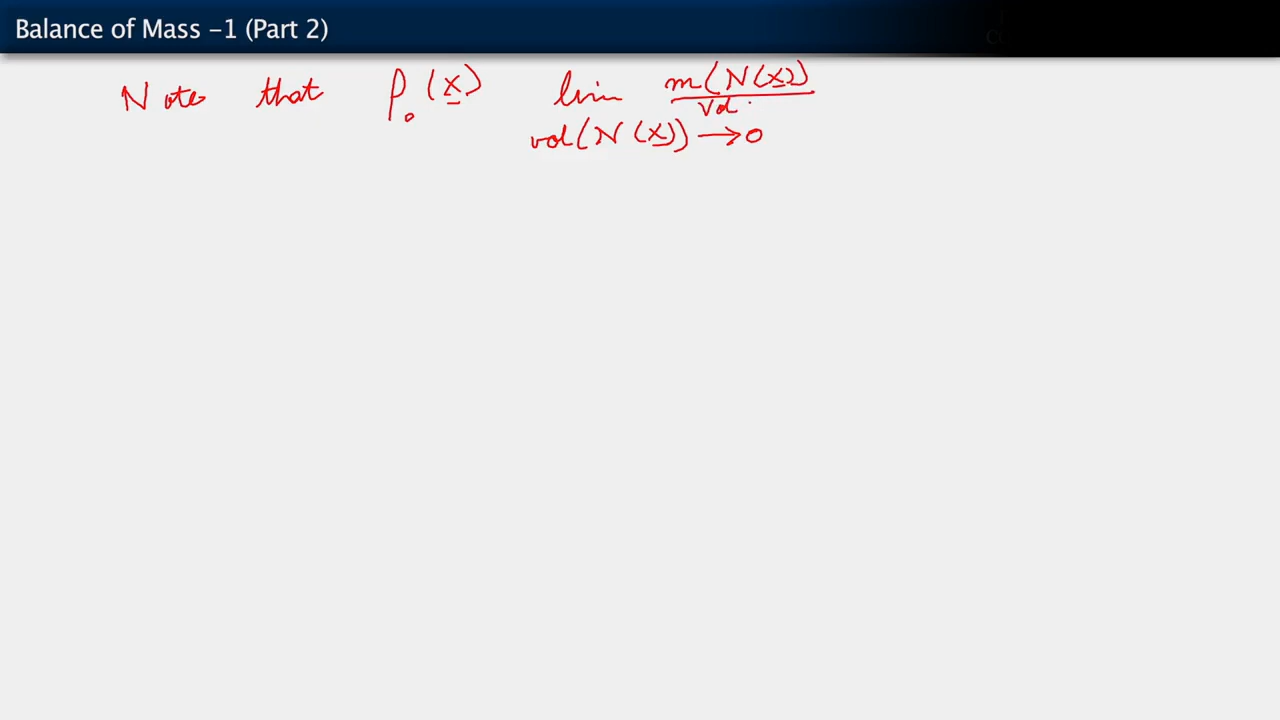 Balance of Mass -1 (Part 2)
Note that ρ₀ (X) lim m(N(X))
vol
vol(N(X)) → 0